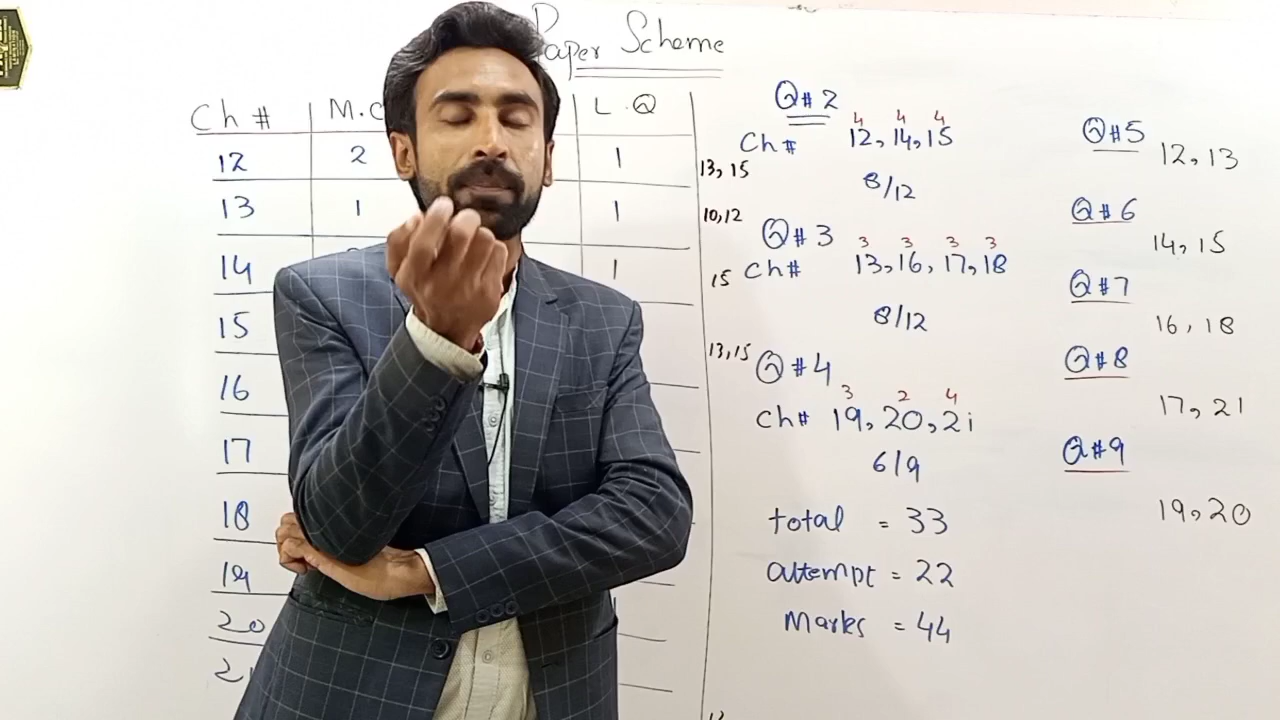 Paper Scheme
Ch # M.C L.Q
12 2 1
13 1 1
14 1
15
16
17
18
19
20
13, 15
10,12
15
13,15
Q#2
4 4 4
Ch# 12, 14, 15
8/12
Q#3
3 3 3 3
Ch# 13, 16, 17, 18
8/12
Q#4
3 2 4
Ch# 19, 20, 21
6/9
total = 33
attempt = 22
Marks = 44
Q#5
12, 13
Q#6
14, 15
Q#7
16, 18
Q#8
17, 21
Q#9
19, 20